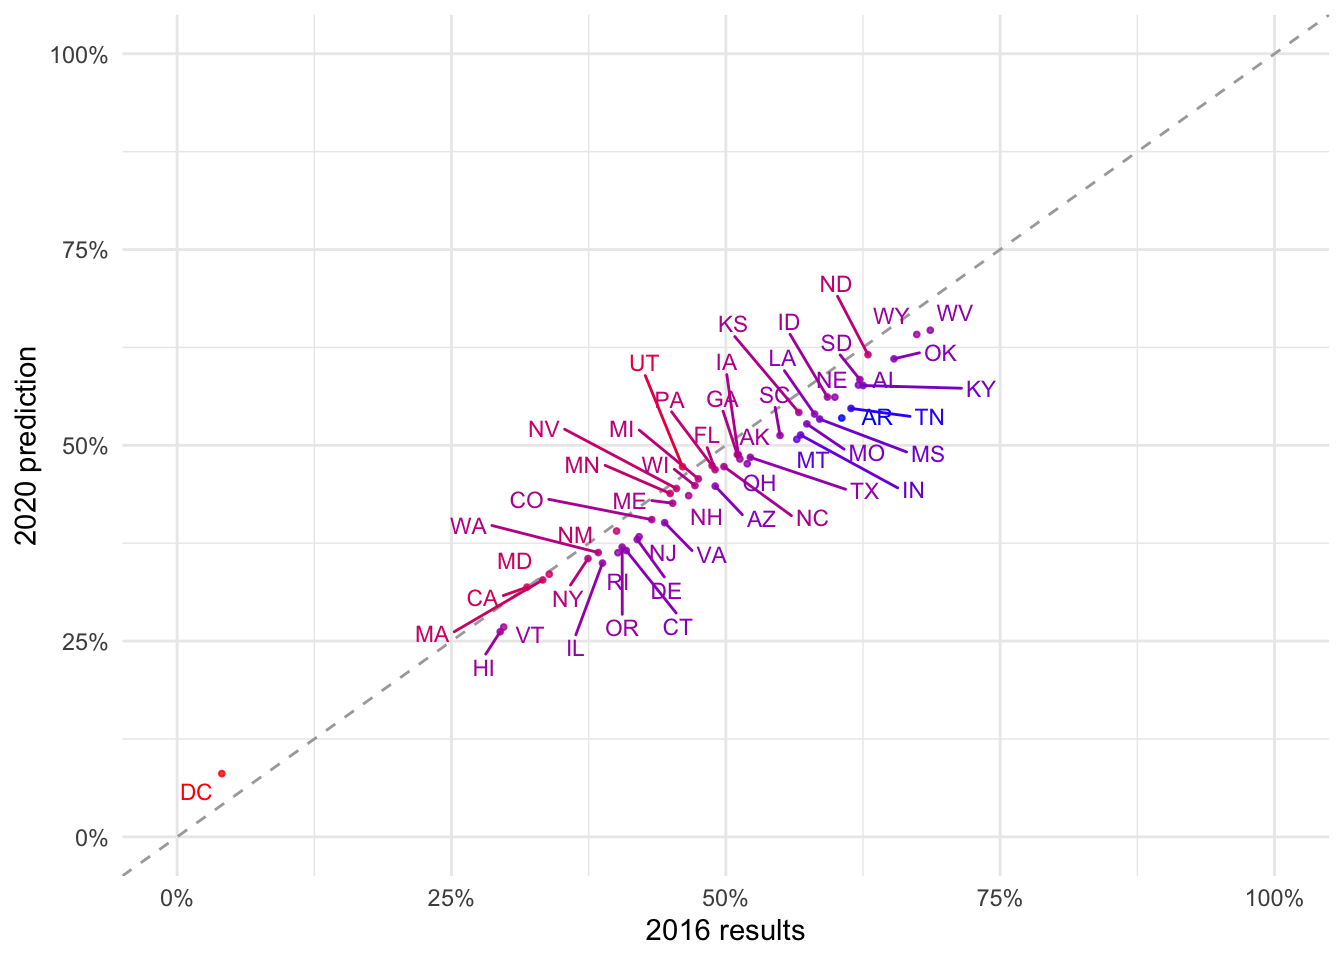 100%
75%
50%
25%
0%
2020 prediction
ND
WY
WV
KS
ID
SD
OK
UT
IA
LA
NE
AL
KY
PA
GA
SC
AR
TN
NV
MI
FL
AK
MO
MS
MN
WI
OH
MT
IN
TX
CO
ME
NH
AZ
NC
WA
NM
NJ
VA
MD
RI
DE
CA
NY
OR
CT
MA
VT
IL
HI
DC
0%
25%
50%
75%
100%
2016 results